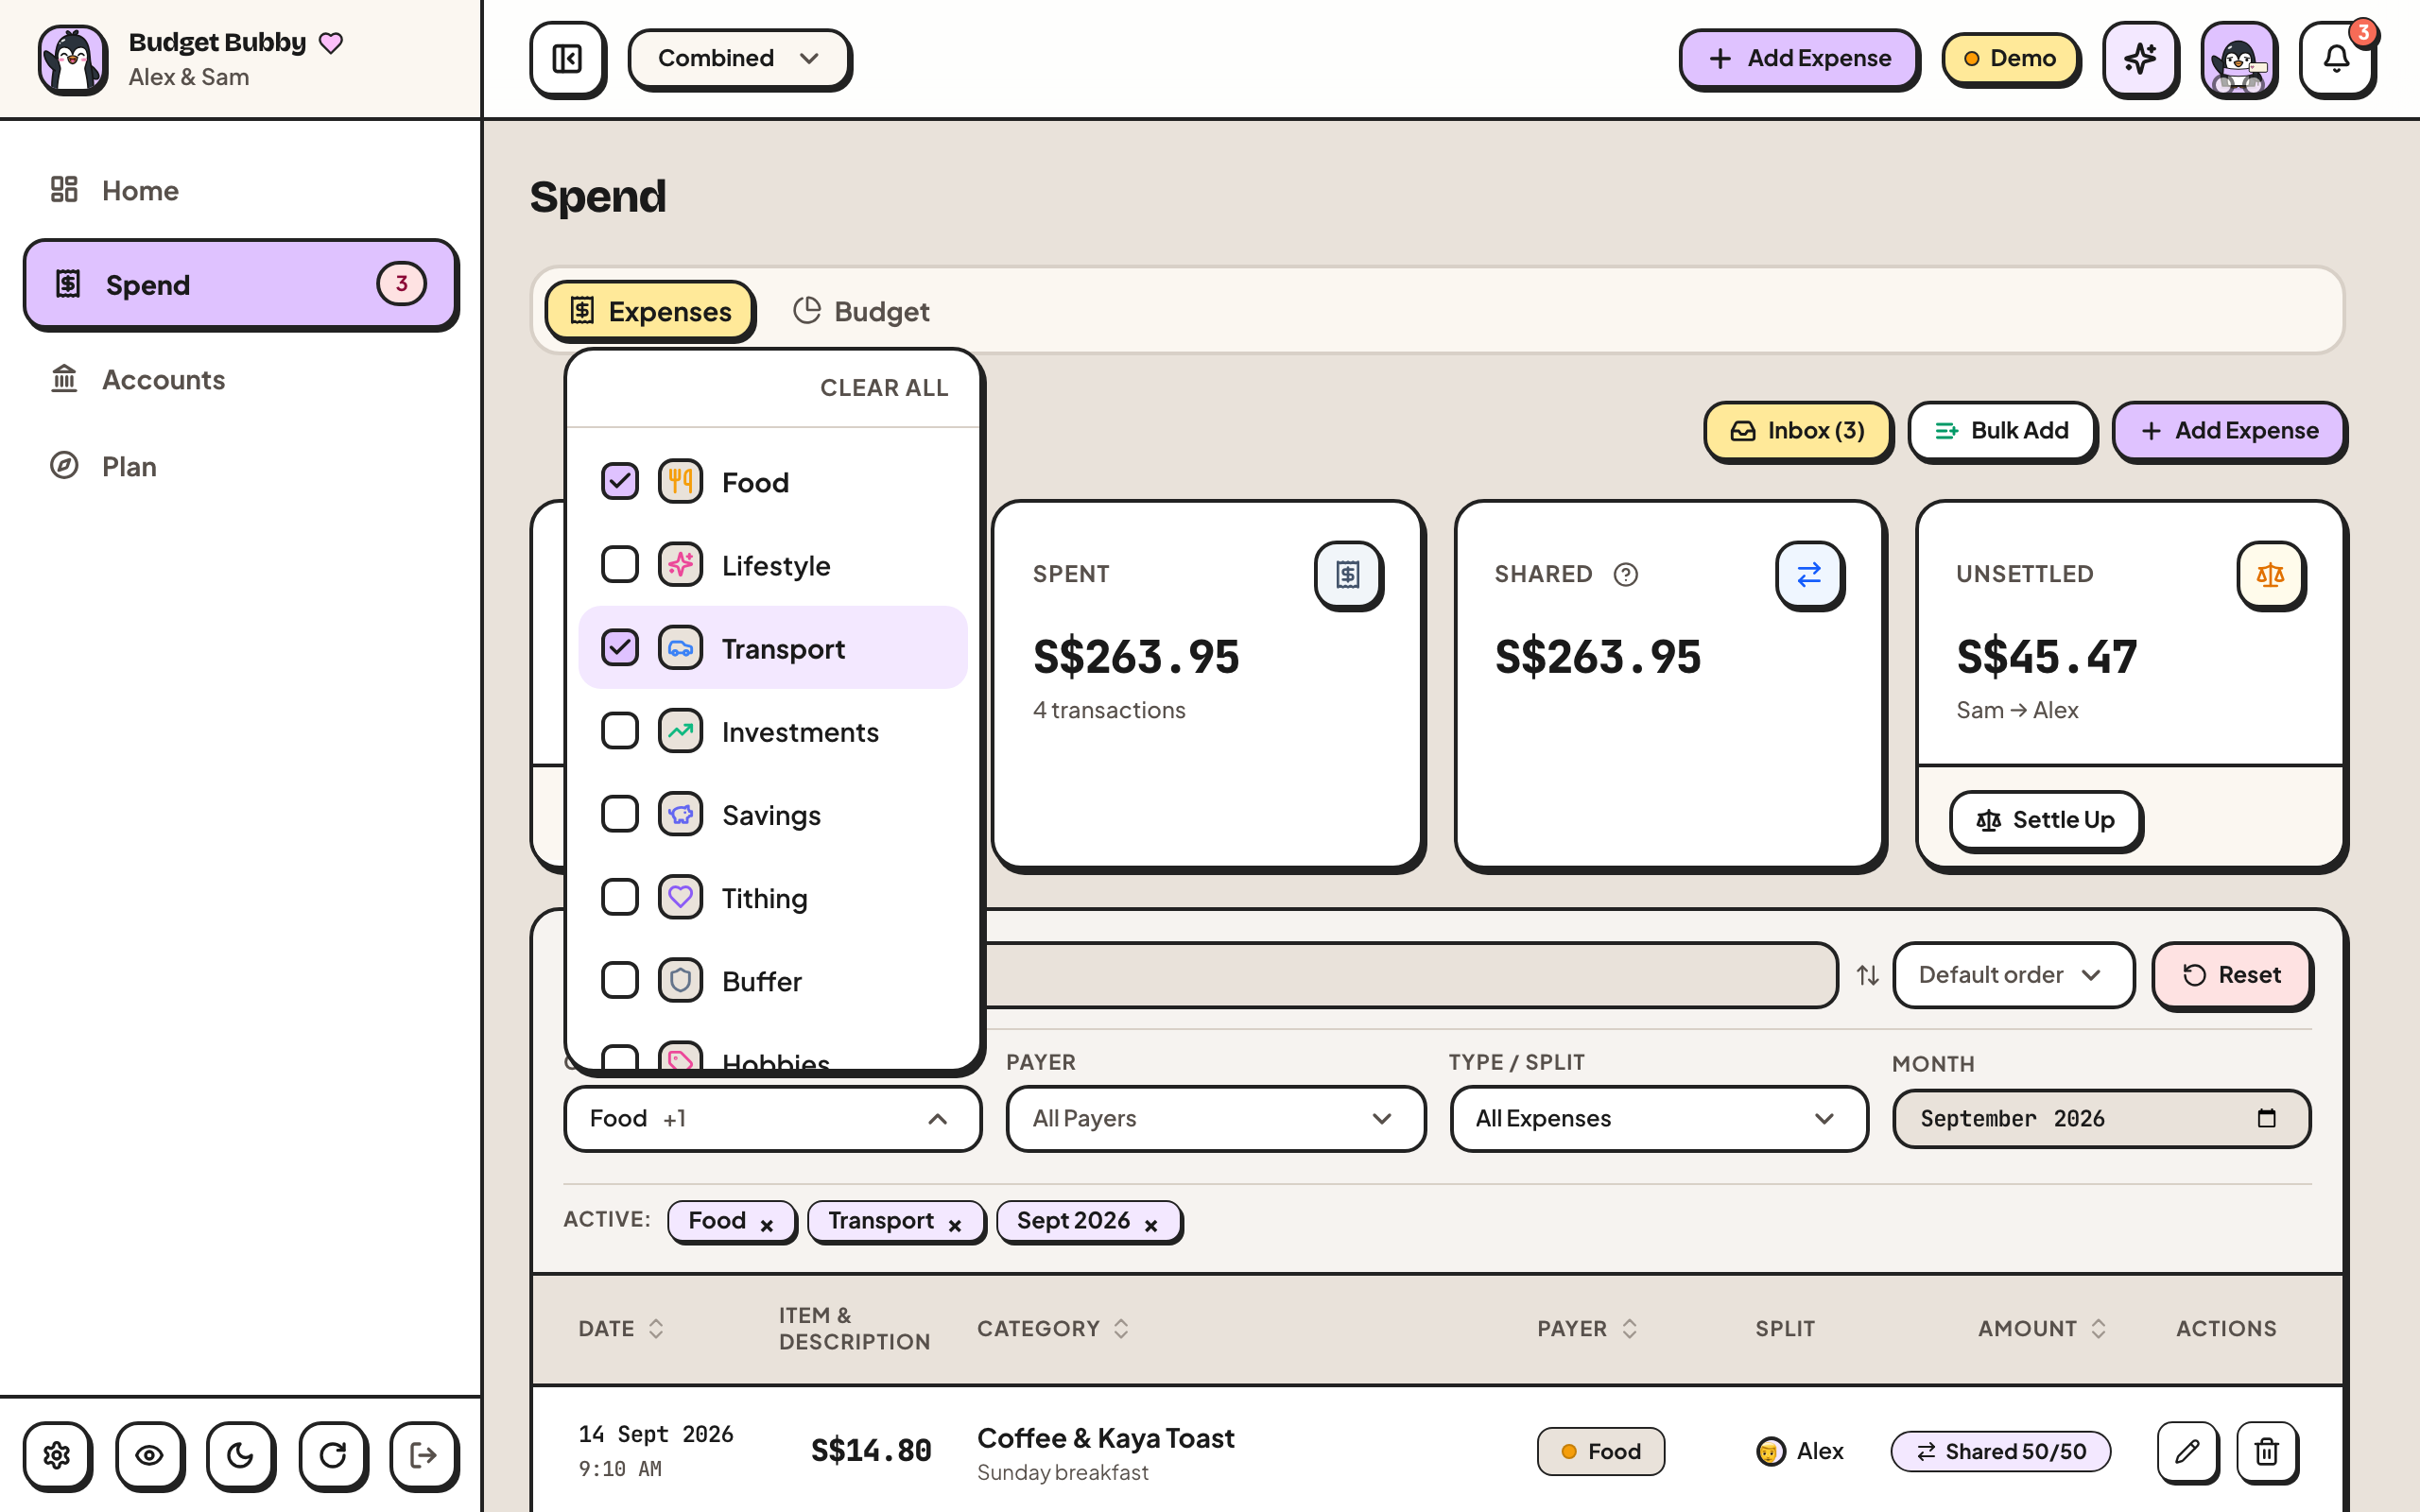 Budget Bubby
Alex & Sam
Combined
Add Expense
Demo
3
Home
Spend
3
Accounts
Plan
Spend
Expenses
Budget
CLEAR ALL
Food
Lifestyle
Transport
Investments
Savings
Tithing
Buffer
Hobbies
Inbox (3)
Bulk Add
Add Expense
SPENT
S$263.95
4 transactions
SHARED
S$263.95
UNSETTLED
S$45.47
Sam → Alex
Settle Up
Default order
Reset
PAYER
TYPE / SPLIT
MONTH
Food +1
All Payers
All Expenses
September 2026
ACTIVE:
Food ×
Transport ×
Sept 2026 ×
DATE
ITEM &
DESCRIPTION
CATEGORY
PAYER
SPLIT
AMOUNT
ACTIONS
14 Sept 2026
9:10 AM
S$14.80
Coffee & Kaya Toast
Sunday breakfast
Food
Alex
Shared 50/50